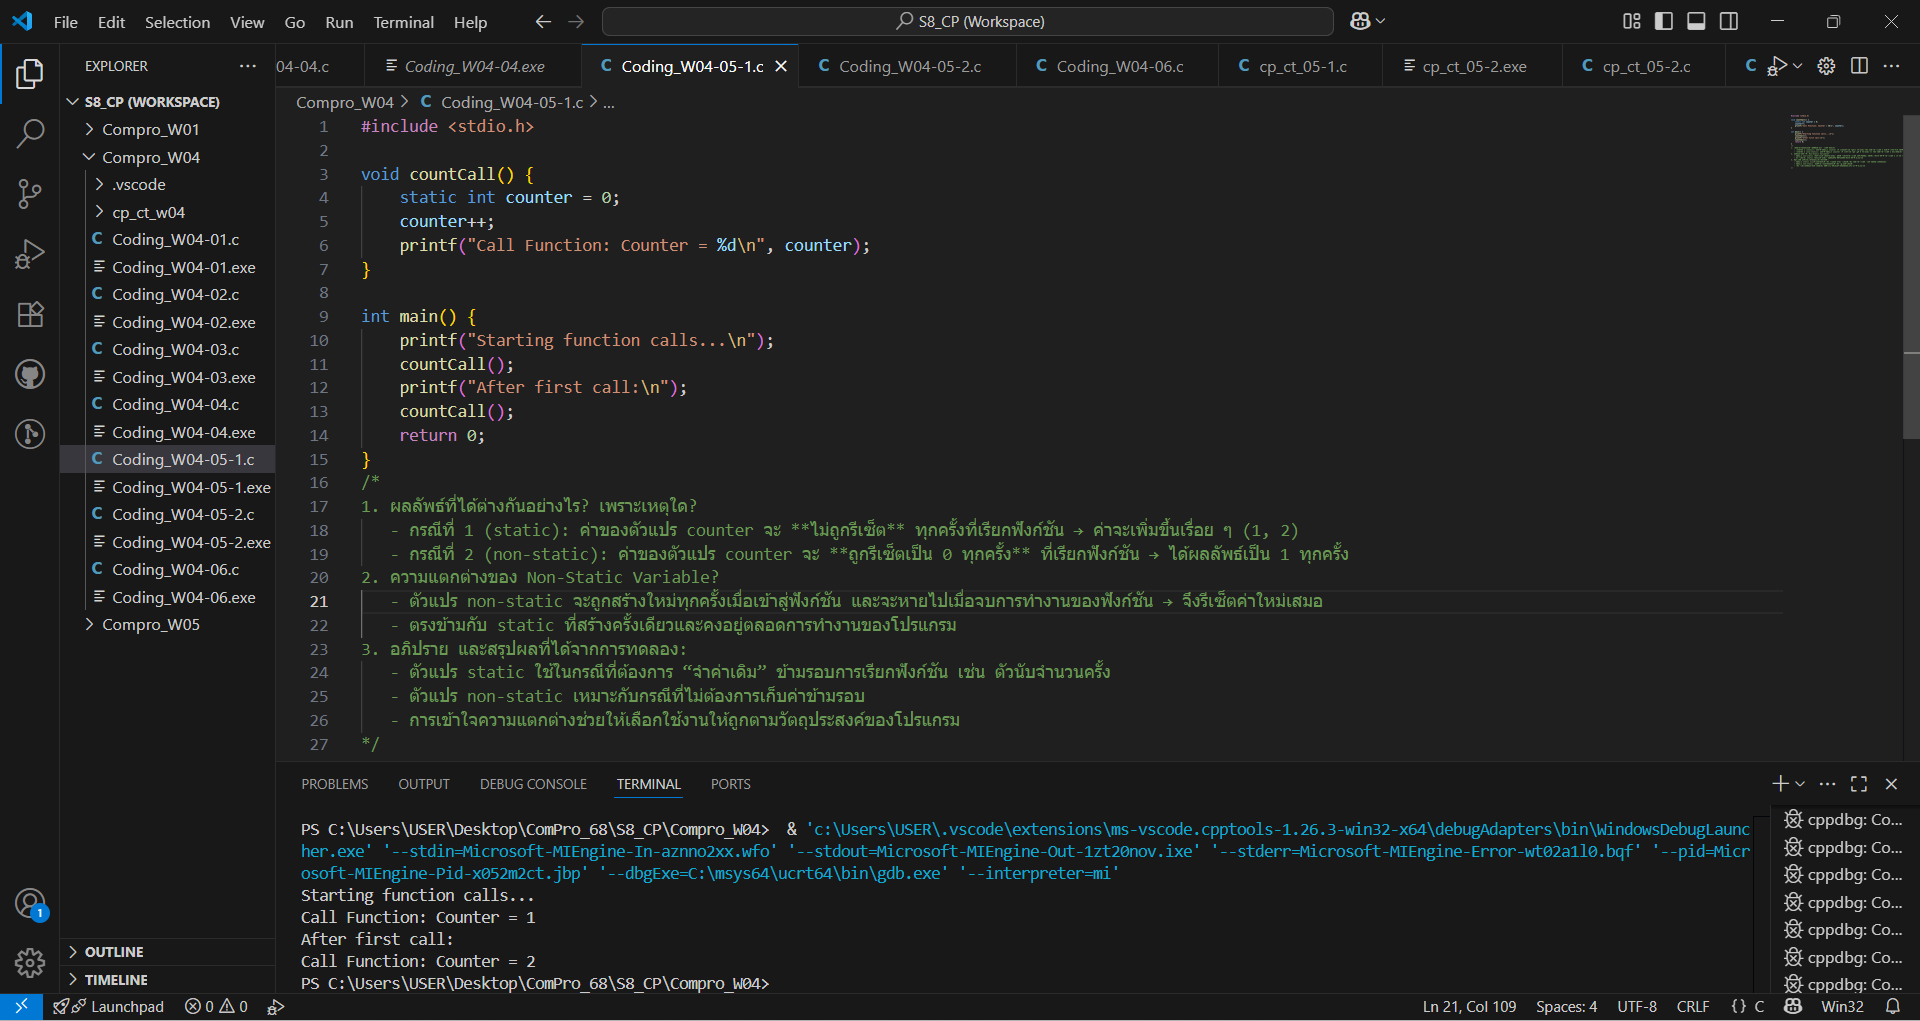 File Edit Selection View Go Run Terminal Help
S8_CP (Workspace)
EXPLORER
S8_CP (WORKSPACE)
Compro_W01
Compro_W04
.vscode
cp_ct_w04
Coding_W04-01.c
Coding_W04-01.exe
Coding_W04-02.c
Coding_W04-02.exe
Coding_W04-03.c
Coding_W04-03.exe
Coding_W04-04.c
Coding_W04-04.exe
Coding_W04-05-1.c
Coding_W04-05-1.exe
Coding_W04-05-2.c
Coding_W04-05-2.exe
Coding_W04-06.c
Coding_W04-06.exe
Compro_W05
OUTLINE
TIMELINE
04-04.c Coding_W04-04.exe C Coding_W04-05-1.c C Coding_W04-05-2.c C Coding_W04-06.c C cp_ct_05-1.c cp_ct_05-2.exe C cp_ct_05-2.c C
Compro_W04 > C Coding_W04-05-1.c > ...
1 #include <stdio.h>
2
3 void countCall() {
4 static int counter = 0;
5 counter++;
6 printf("Call Function: Counter = %d\n", counter);
7 }
8
9 int main() {
10 printf("Starting function calls...\n");
11 countCall();
12 printf("After first call:\n");
13 countCall();
14 return 0;
15 }
16 /*
17 1. ผลลัพธ์ที่ได้ต่างกันอย่างไร? เพราะเหตุใด?
18 - กรณีที่ 1 (static): ค่าของตัวแปร counter จะ **ไม่ถูกรีเซ็ต** ทุกครั้งที่เรียกฟังก์ชัน → ค่าจะเพิ่มขึ้นเรื่อย ๆ (1, 2)
19 - กรณีที่ 2 (non-static): ค่าของตัวแปร counter จะ **ถูกรีเซ็ตเป็น 0 ทุกครั้ง** ที่เรียกฟังก์ชัน → ได้ผลลัพธ์เป็น 1 ทุกครั้ง
20 2. ความแตกต่างของ Non-Static Variable?
21 - ตัวแปร non-static จะถูกสร้างใหม่ทุกครั้งเมื่อเข้าสู่ฟังก์ชัน และจะหายไปเมื่อจบการทำงานของฟังก์ชัน → จึงรีเซ็ตค่าใหม่เสมอ
22 - ตรงข้ามกับ static ที่สร้างครั้งเดียวและคงอยู่ตลอดการทำงานของโปรแกรม
23 3. อภิปราย และสรุปผลที่ได้จากการทดลอง:
24 - ตัวแปร static ใช้ในกรณีที่ต้องการ “จำค่าเดิม” ข้ามรอบการเรียกฟังก์ชัน เช่น ตัวนับจำนวนครั้ง
25 - ตัวแปร non-static เหมาะกับกรณีที่ไม่ต้องการเก็บค่าข้ามรอบ
26 - การเข้าใจความแตกต่างช่วยให้เลือกใช้งานให้ถูกตามวัตถุประสงค์ของโปรแกรม
27 */
PROBLEMS OUTPUT DEBUG CONSOLE TERMINAL PORTS
PS C:\Users\USER\Desktop\ComPro_68\S8_CP\Compro_W04> & 'c:\Users\USER\.vscode\extensions\ms-vscode.cpptools-1.26.3-win32-x64\debugAdapters\bin\WindowsDebugLaunc
her.exe' '--stdin=Microsoft-MIEngine-In-aznno2xx.wfo' '--stdout=Microsoft-MIEngine-Out-1zt20nov.ixe' '--stderr=Microsoft-MIEngine-Error-wt02a1l0.bqf' '--pid=Micr
osoft-MIEngine-Pid-x052m2ct.jbp' '--dbgExe=C:\msys64\ucrt64\bin\gdb.exe' '--interpreter=mi'
Starting function calls...
Call Function: Counter = 1
After first call:
Call Function: Counter = 2
PS C:\Users\USER\Desktop\ComPro_68\S8_CP\Compro_W04>
cppdbg: Co...
cppdbg: Co...
cppdbg: Co...
cppdbg: Co...
cppdbg: Co...
cppdbg: Co...
cppdbg: Co...
1
Launchpad 0 0 Ln 21, Col 109 Spaces: 4 UTF-8 CRLF {} C Win32